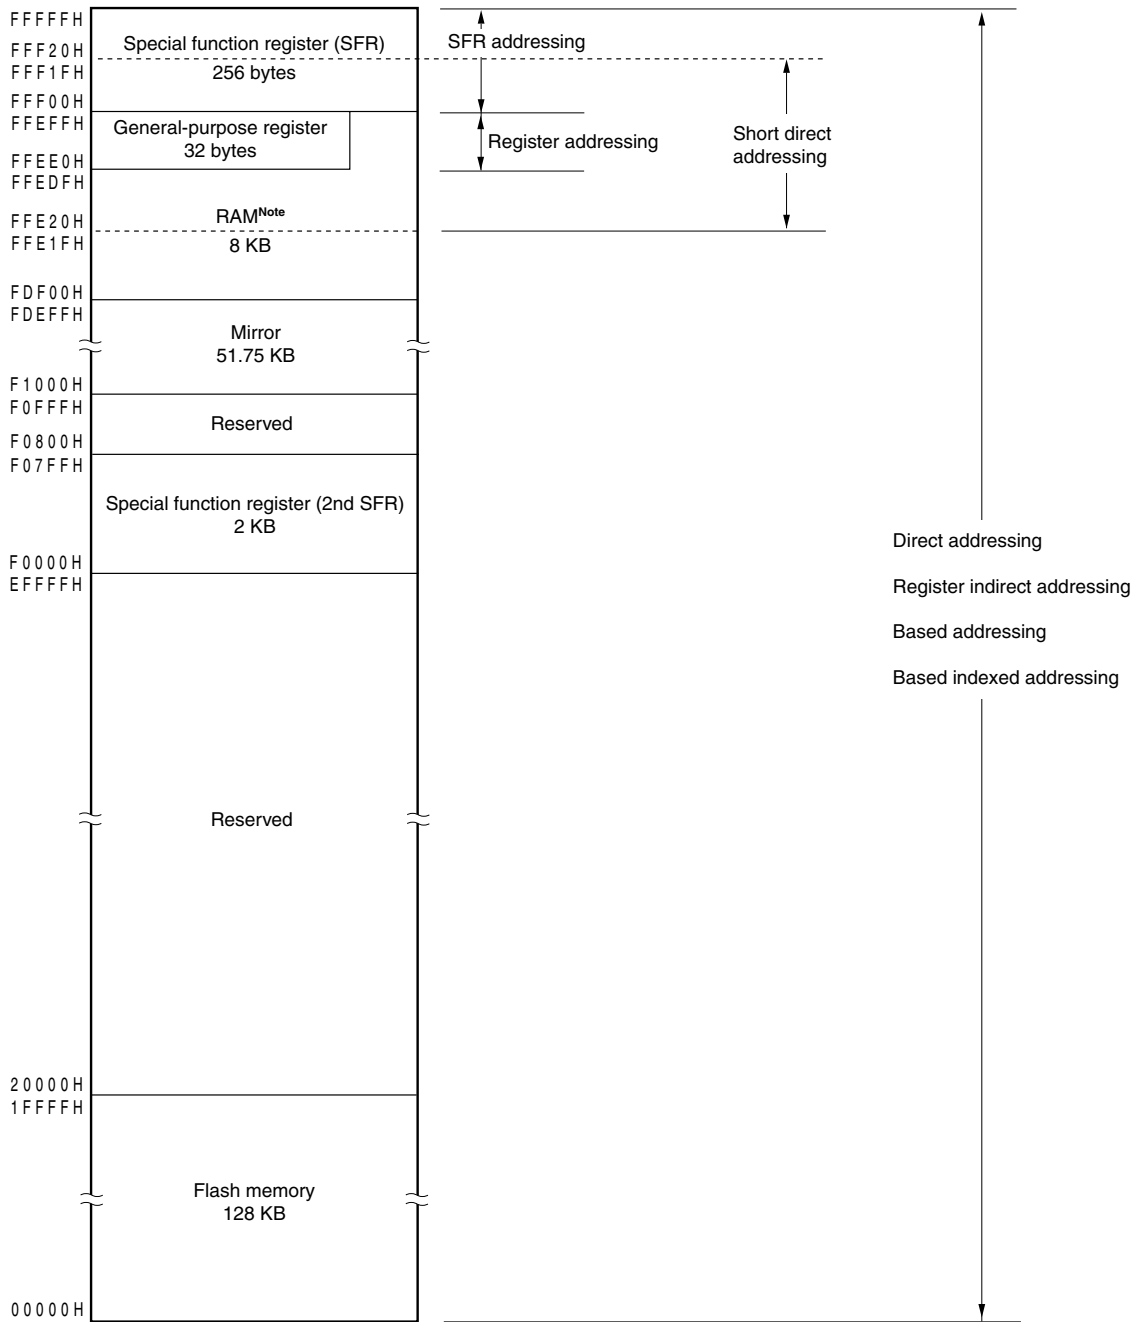 FFFFFH
Special function register (SFR)
256 bytes
SFR addressing
FFF20H
FFF1FH
FFF00H
FFEFFH
General-purpose register
32 bytes
Register addressing
Short direct
addressing
FFEE0H
FFEDFH
RAMNote
8 KB
FFE20H
FFE1FH
FDF00H
FDEFFH
Mirror
51.75 KB
F1000H
F0FFFH
Reserved
F0800H
F07FFH
Special function register (2nd SFR)
2 KB
F0000H
EFFFFH
Direct addressing
Register indirect addressing
Based addressing
Based indexed addressing
Reserved
20000H
1FFFFH
Flash memory
128 KB
00000H